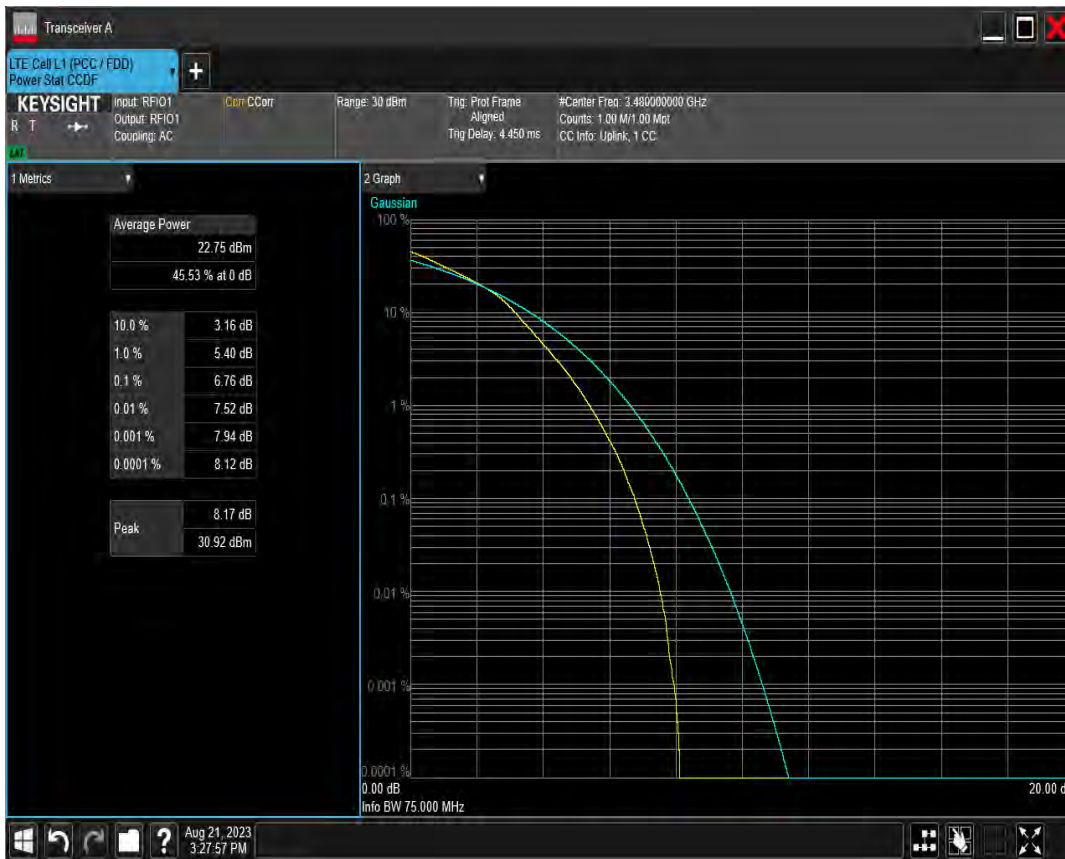 Transceiver A
LTE Cell L1 (PCC / FDD)
Power Stat CCDF
KEYSIGHT
R T
LXI
Input: RFIO1
Output: RFIO1
Coupling: AC
Corr CCorr
Range: 30 dBm
Trig: Prot Frame
Aligned
Trig Delay: 4.450 ms
#Center Freq: 3.480000000 GHz
Counts: 1.00 M/1.00 Mpt
CC Info: Uplink, 1 CC
1 Metrics
Average Power
22.75 dBm
45.53 % at 0 dB
10.0 % 3.16 dB
1.0 % 5.40 dB
0.1 % 6.76 dB
0.01 % 7.52 dB
0.001 % 7.94 dB
0.0001 % 8.12 dB
Peak
8.17 dB
30.92 dBm
2 Graph
Gaussian
100 %
10 %
1 %
0.1 %
0.01 %
0.001 %
0.0001 %
0.00 dB
20.00 d
Info BW 75.000 MHz
Aug 21, 2023
3:27:57 PM